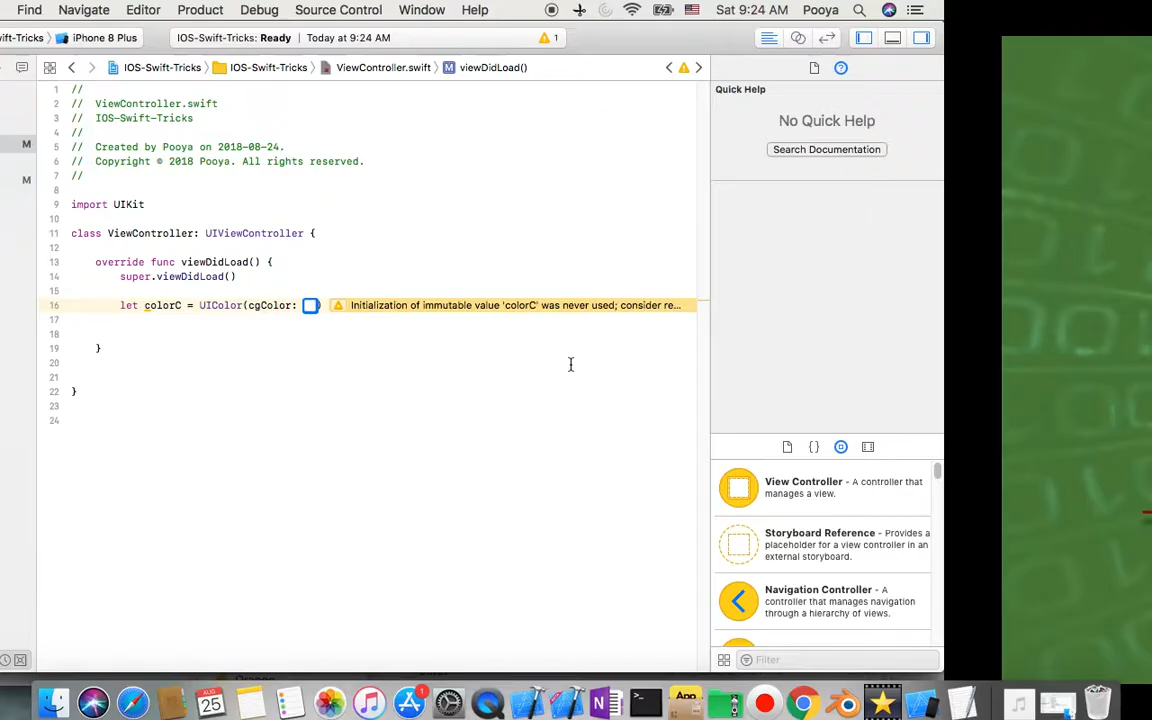 Find Navigate Editor Product Debug Source Control Window Help Sat 9:24 AM Pooya
ft-Tricks iPhone 8 Plus IOS-Swift-Tricks: Ready Today at 9:24 AM 1
IOS-Swift-Tricks IOS-Swift-Tricks ViewController.swift M viewDidLoad()
Quick Help
No Quick Help
Search Documentation
M
M
1 //
2 // ViewController.swift
3 // IOS-Swift-Tricks
4 //
5 // Created by Pooya on 2018-08-24.
6 // Copyright © 2018 Pooya. All rights reserved.
7 //
8
9 import UIKit
10
11 class ViewController: UIViewController {
12
13 override func viewDidLoad() {
14 super.viewDidLoad()
15
16 let colorC = UIColor(cgColor: ) Initialization of immutable value 'colorC' was never used; consider re...
17
18
19 }
20
21
22 }
23
24
{}
View Controller - A controller that
manages a view.
Storyboard Reference - Provides a
placeholder for a view controller in an
external storyboard.
Navigation Controller - A
controller that manages navigation
through a hierarchy of views.
Filter
AUG
25
1
App